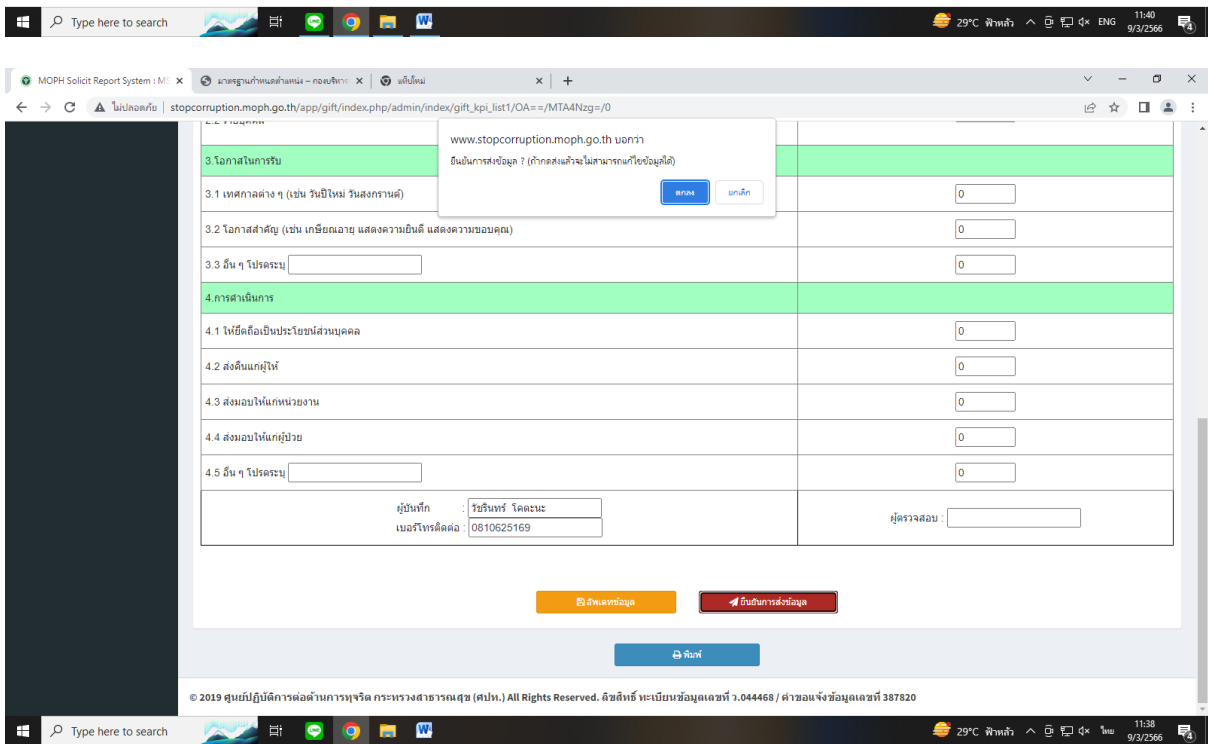 Type here to search
29°C ฟ้าหลัว ENG 11:40
9/3/2566
4
MOPH Solicit Report System : MS
มาตรฐานกำหนดตำแหน่ง – กองบริหาร
แท็บใหม่
ไม่ปลอดภัย stopcorruption.moph.go.th/app/gift/index.php/admin/index/gift_kpi_list1/OA==/MTA4Nzg=/0
www.stopcorruption.moph.go.th บอกว่า
ยืนยันการส่งข้อมูล ? (ถ้ากดส่งแล้วจะไม่สามารถแก้ไขข้อมูลได้)
ตกลง ยกเลิก
3.โอกาสในการรับ
3.1 เทศกาลต่าง ๆ (เช่น วันปีใหม่ วันสงกรานต์) 0
3.2 โอกาสสำคัญ (เช่น เกษียณอายุ แสดงความยินดี แสดงความขอบคุณ) 0
3.3 อื่น ๆ โปรดระบุ 0
4.การดำเนินการ
4.1 ให้ยึดถือเป็นประโยชน์ส่วนบุคคล 0
4.2 ส่งคืนแก่ผู้ให้ 0
4.3 ส่งมอบให้แก่หน่วยงาน 0
4.4 ส่งมอบให้แก่ผู้ป่วย 0
4.5 อื่น ๆ โปรดระบุ 0
ผู้บันทึก : วัชรินทร์ โคตะนะ
เบอร์โทรติดต่อ : 0810625169
ผู้ตรวจสอบ :
อัพเดทข้อมูล
ยืนยันการส่งข้อมูล
พิมพ์
© 2019 ศูนย์ปฏิบัติการต่อต้านการทุจริต กระทรวงสาธารณสุข (ศปท.) All Rights Reserved. ลิขสิทธิ์ ทะเบียนข้อมูลเลขที่ ว.044468 / คำขอแจ้งข้อมูลเลขที่ 387820
Type here to search
29°C ฟ้าหลัว ไทย 11:38
9/3/2566
4